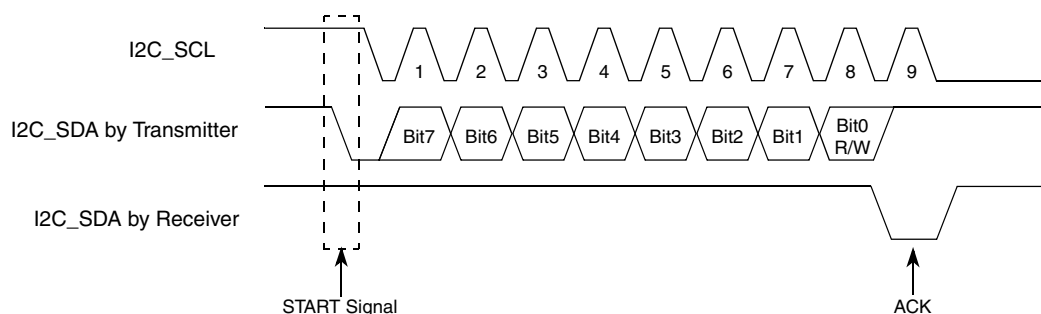 I2C_SCL
1 2 3 4 5 6 7 8 9
I2C_SDA by Transmitter
Bit7 Bit6 Bit5 Bit4 Bit3 Bit2 Bit1 Bit0
R/W
I2C_SDA by Receiver
START Signal ACK